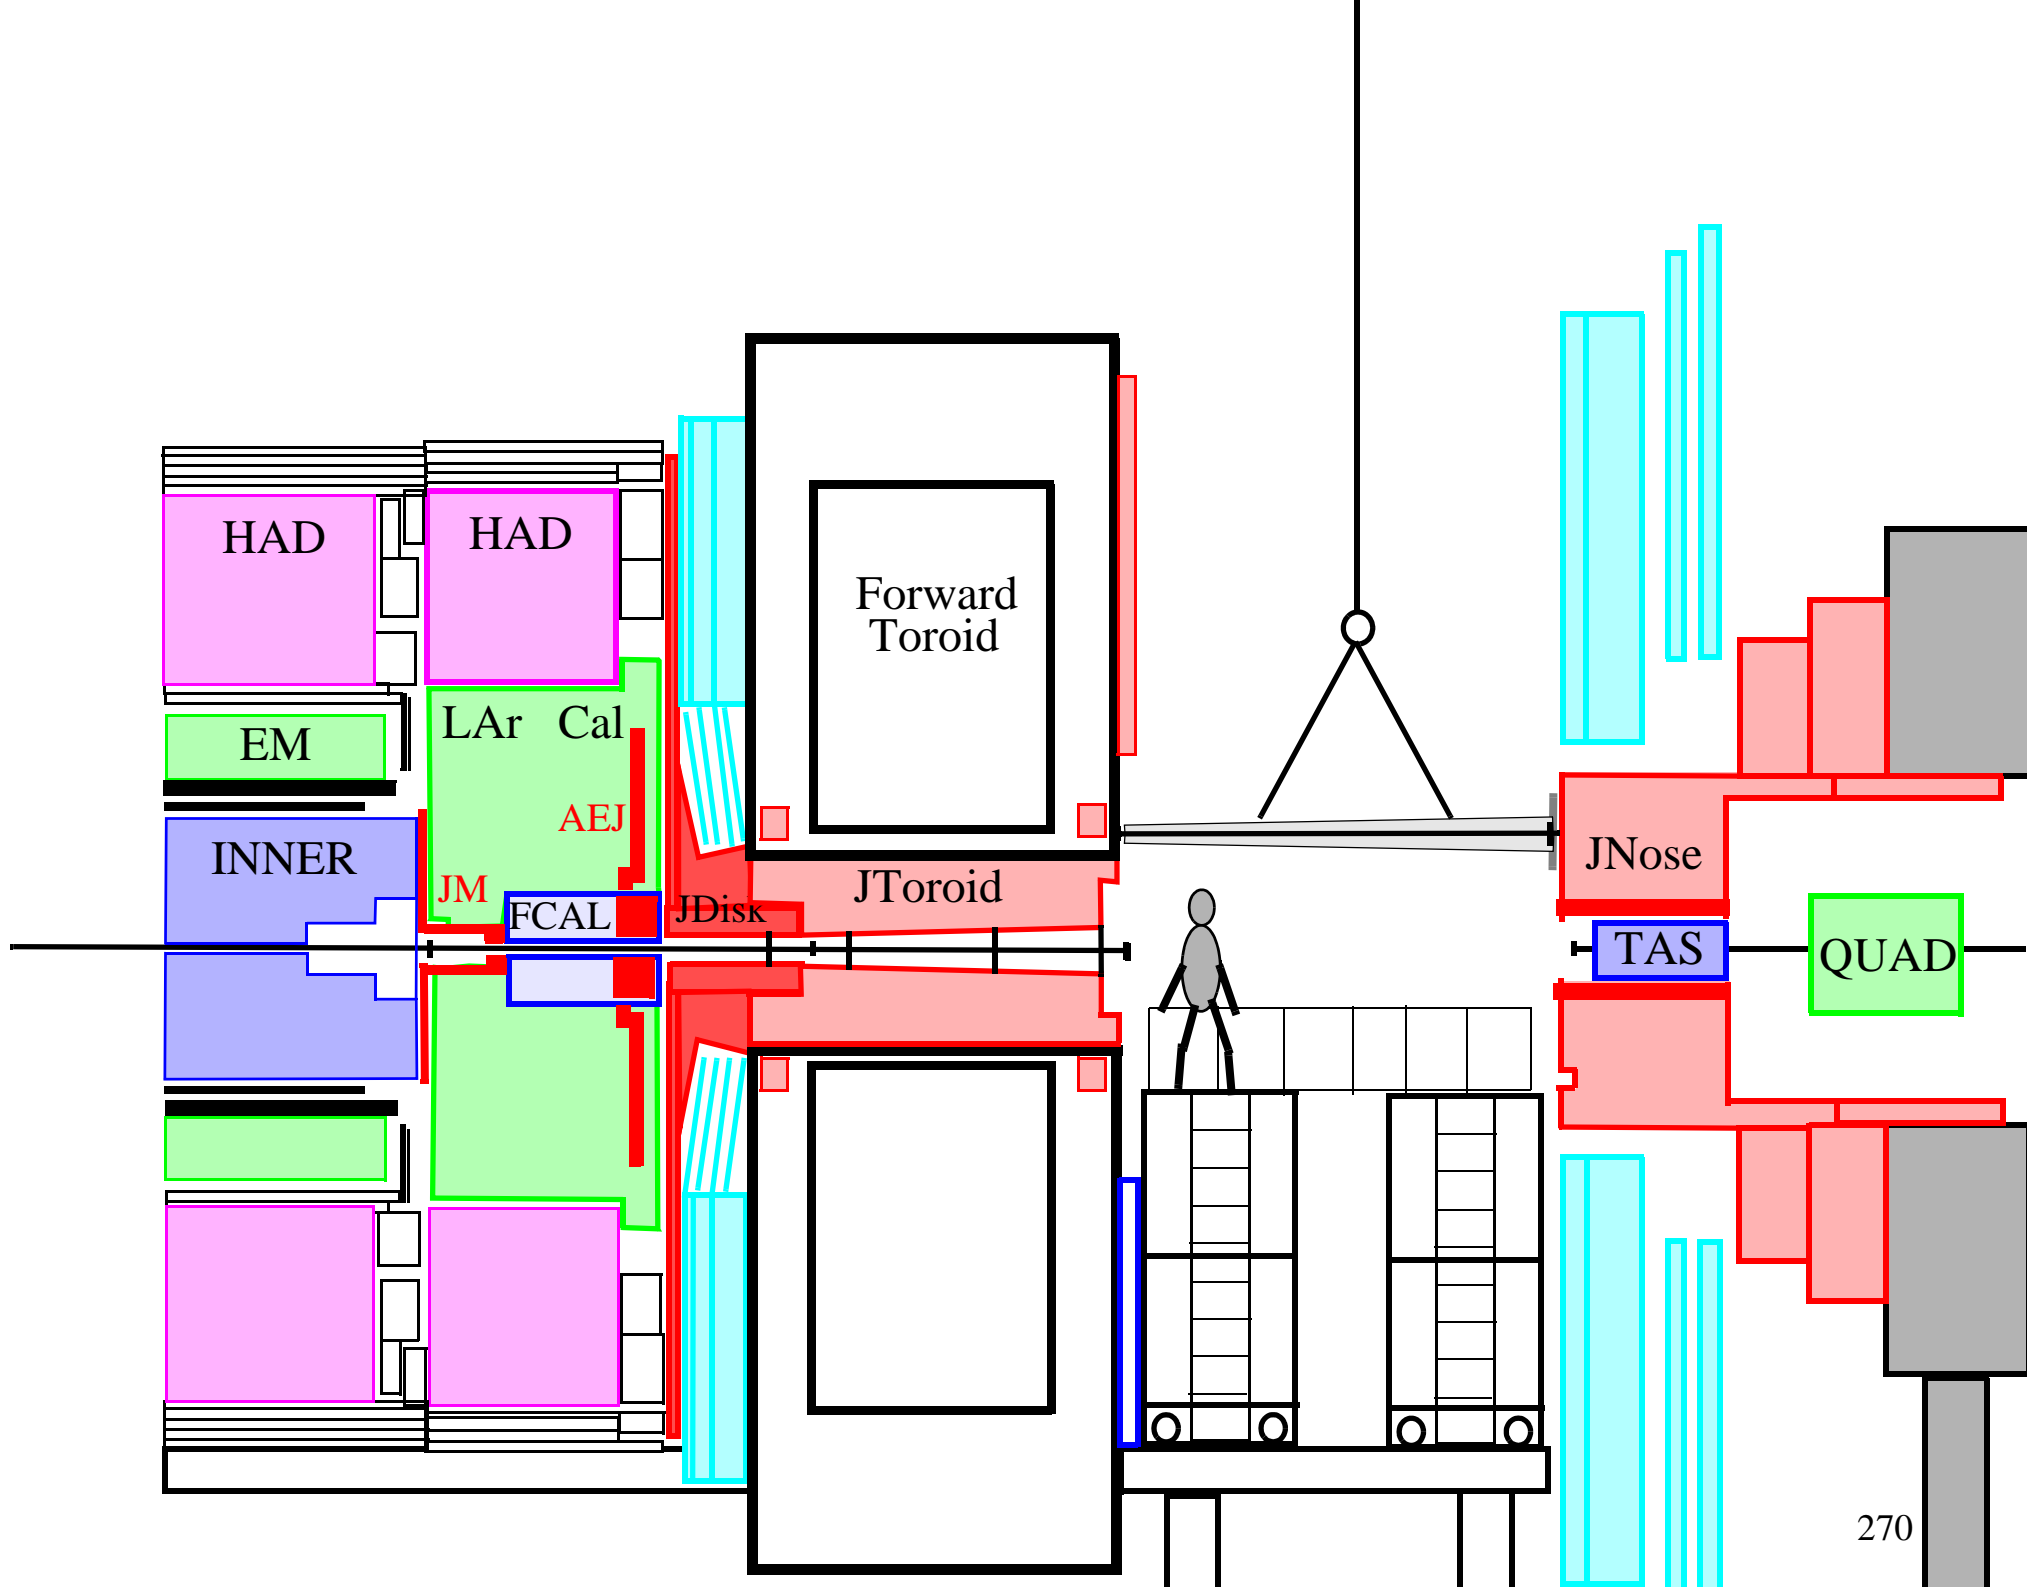 HAD
HAD
Forward
Toroid
LAr Cal
EM
AEJ
INNER
JNose
JM
JToroid
FCAL
JDisk
TAS
QUAD
270